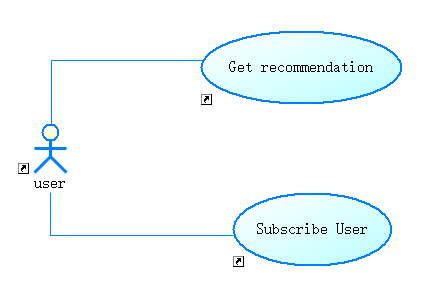 Get recommendation
user
Subscribe User